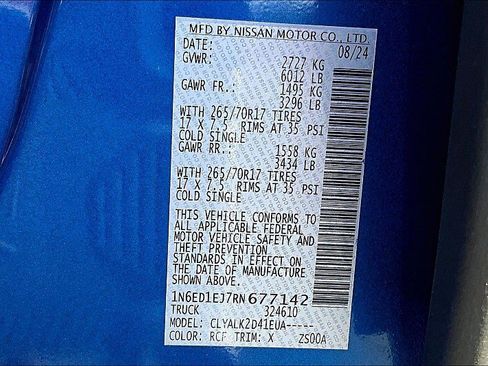 MFD BY NISSAN MOTOR CO., LTD.
DATE: 08/24
GVWR: 2727 KG
6012 LB
GAWR FR.: 1495 KG
3296 LB
WITH 265/70R17 TIRES
17 X 7.5 RIMS AT 35 PSI
COLD SINGLE
GAWR RR.: 1558 KG
3434 LB
WITH 265/70R17 TIRES
17 X 7.5 RIMS AT 35 PSI
COLD SINGLE
THIS VEHICLE CONFORMS TO
ALL APPLICABLE FEDERAL
MOTOR VEHICLE SAFETY AND
THEFT PREVENTION
STANDARDS IN EFFECT ON
THE DATE OF MANUFACTURE
SHOWN ABOVE.
1N6ED1EJ7RN677142
TRUCK 324610
MODEL: CLYALK2D41EUA-----
COLOR: RCF TRIM: X ZS00A